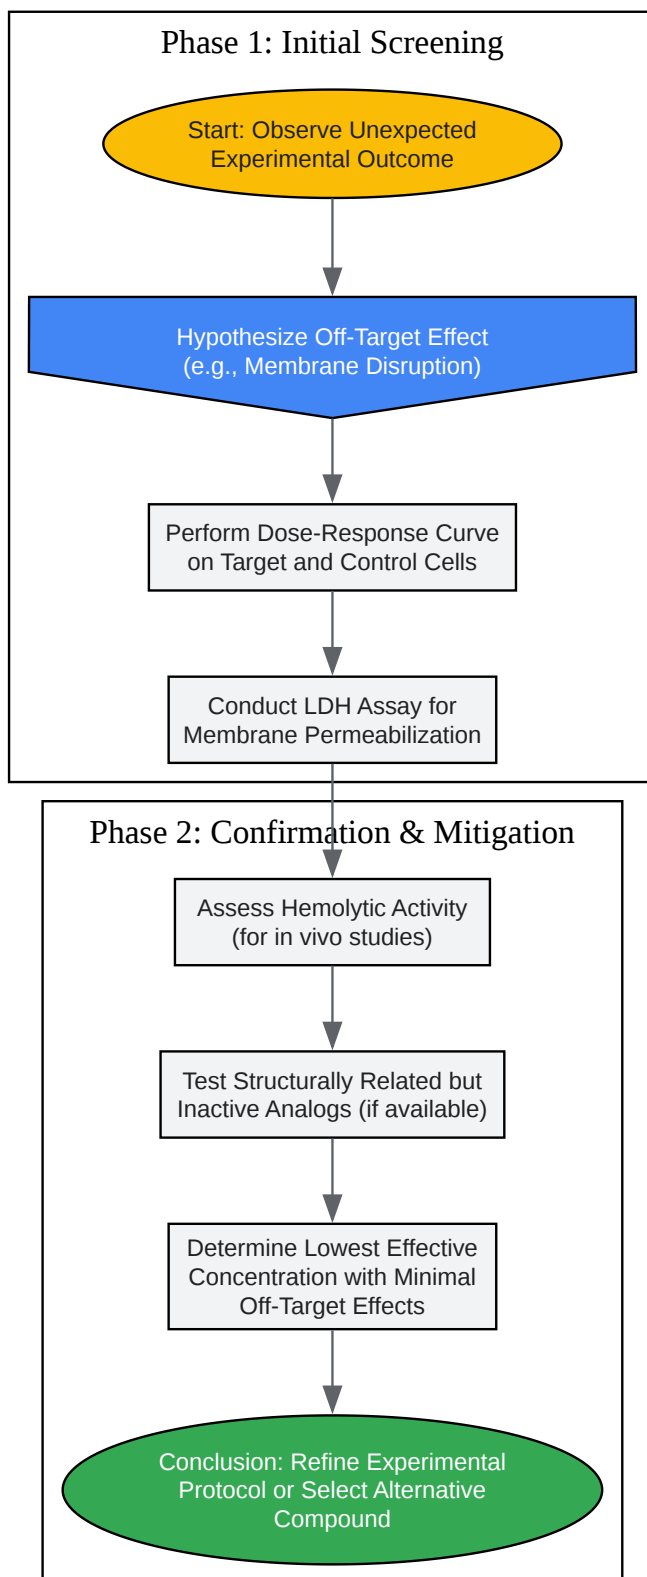 Phase 1: Initial Screening
Start: Observe Unexpected
Experimental Outcome
Hypothesize Off-Target Effect
(e.g., Membrane Disruption)
Perform Dose-Response Curve
on Target and Control Cells
Conduct LDH Assay for
Membrane Permeabilization
Phase 2: Confirmation & Mitigation
Assess Hemolytic Activity
(for in vivo studies)
Test Structurally Related but
Inactive Analogs (if available)
Determine Lowest Effective
Concentration with Minimal
Off-Target Effects
Conclusion: Refine Experimental
Protocol or Select Alternative
Compound